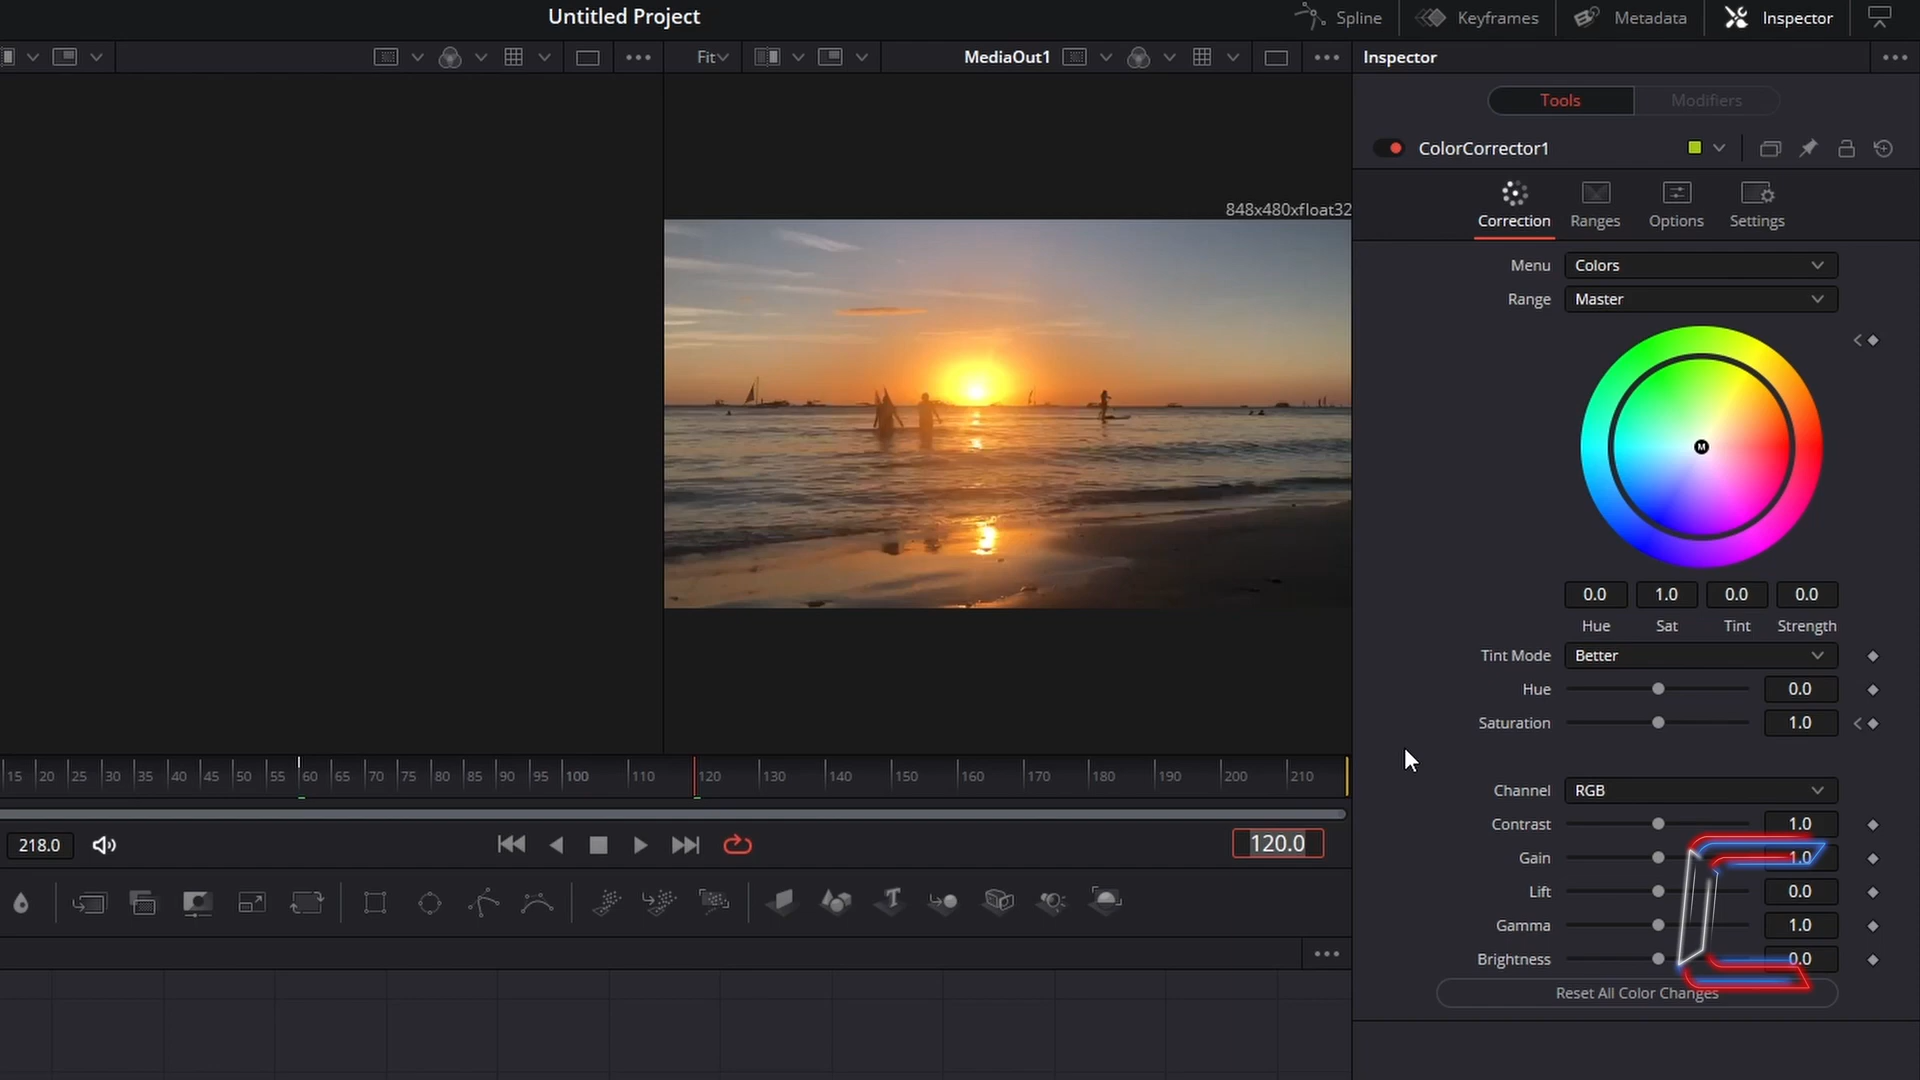 Untitled Project
Spline
Keyframes
Metadata
Inspector
Fit
MediaOut1
Inspector
Tools
Modifiers
ColorCorrector1
848x480xfloat32
Correction
Ranges
Options
Settings
Menu Colors
Range Master
M
0.0 1.0 0.0 0.0
Hue Sat Tint Strength
Tint Mode Better
Hue 0.0
Saturation 1.0
15 20 25 30 35 40 45 50 55 60 65 70 75 80 85 90 95 100 110 120 130 140 150 160 170 180 190 200 210
Channel RGB
Contrast 1.0
218.0
120.0
Gain 1.0
Lift 0.0
Gamma 1.0
Brightness 0.0
Reset All Color Changes